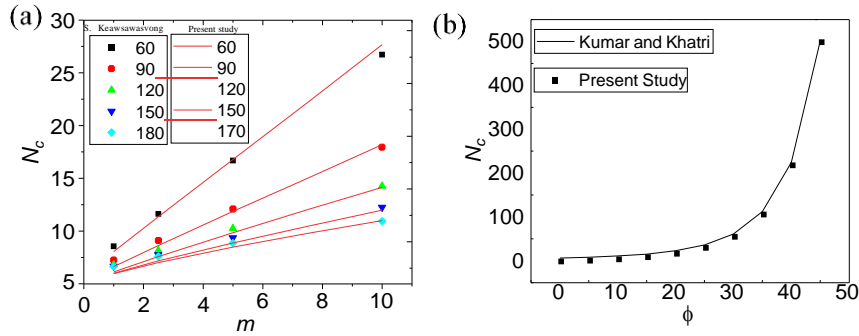 (a)
S. Keawsawasvong Present study
60 60
90 90
120 120
150 150
180 170
30
25
20
15
10
5
N_c
0 2 4 6 8 10
m
(b)
Kumar and Khatri
Present Study
500
400
300
200
100
0
N_c
0 10 20 30 40 50
ϕ